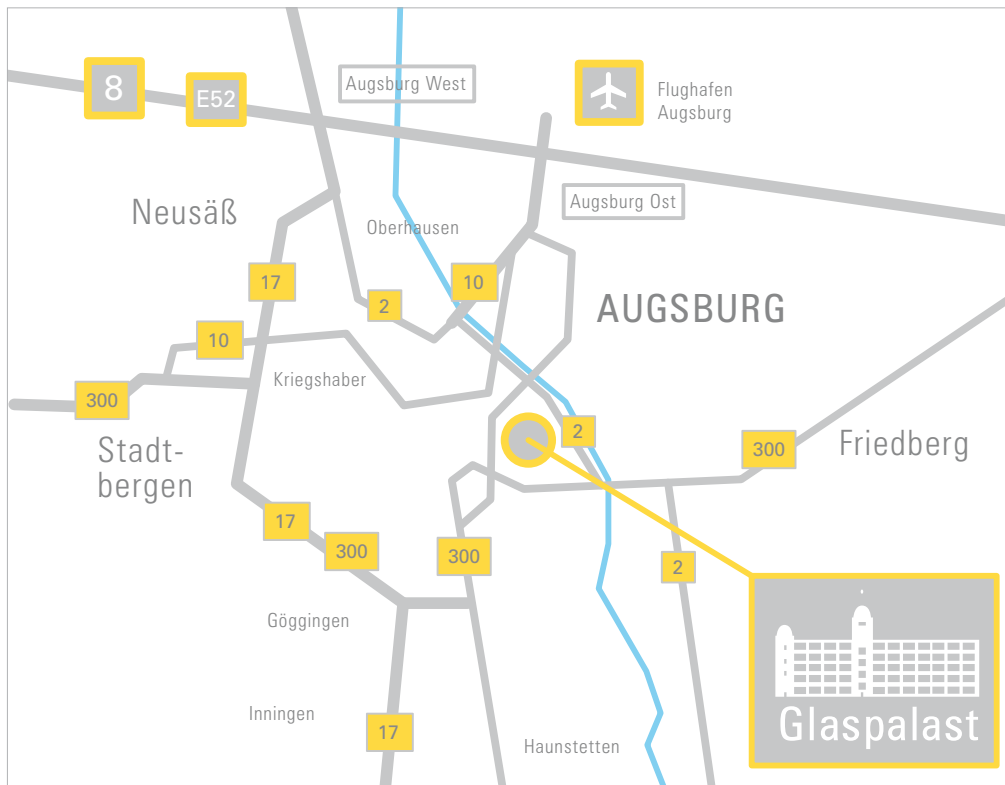 8
E52
Augsburg West
Flughafen
Augsburg
Augsburg Ost
Neusäß
Oberhausen
17
10
2
AUGSBURG
10
Kriegshaber
300
2
300
Friedberg
Stadt-
bergen
17
300
300
2
Göggingen
Inningen
17
Haunstetten
Glaspalast